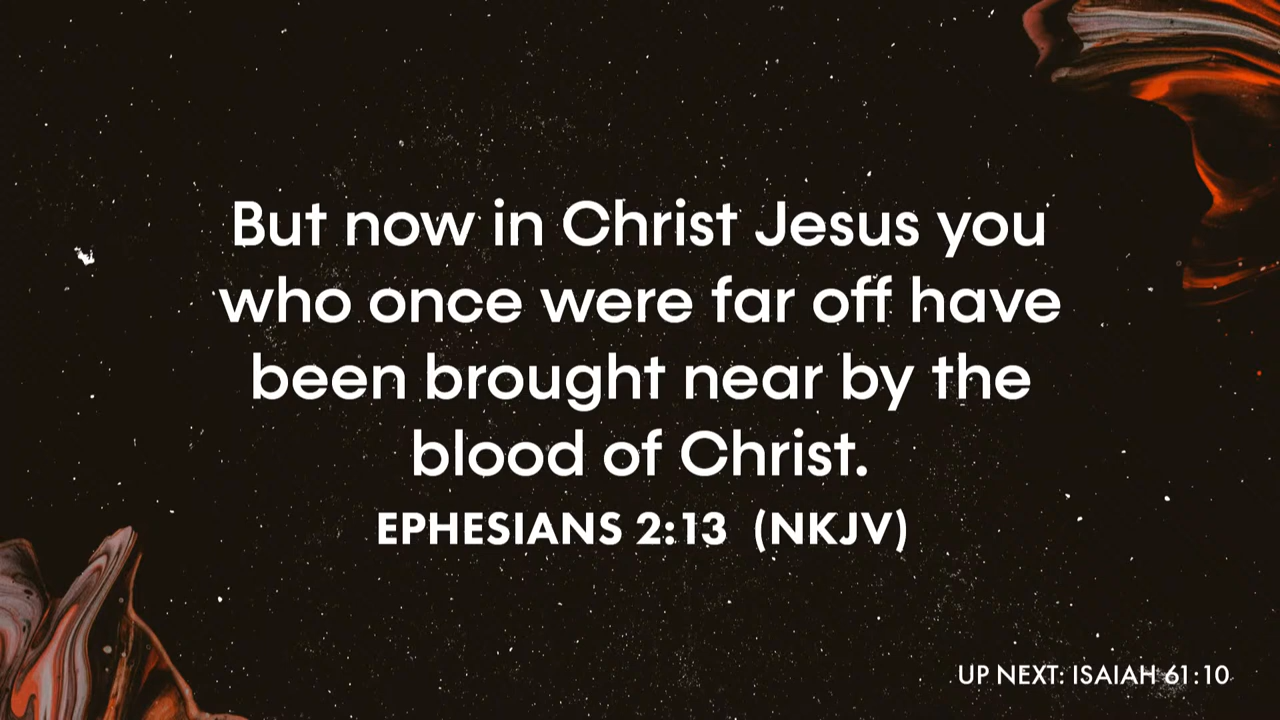 But now in Christ Jesus you
who once were far off have
been brought near by the
blood of Christ.
EPHESIANS 2:13 (NKJV)
UP NEXT: ISAIAH 61:10